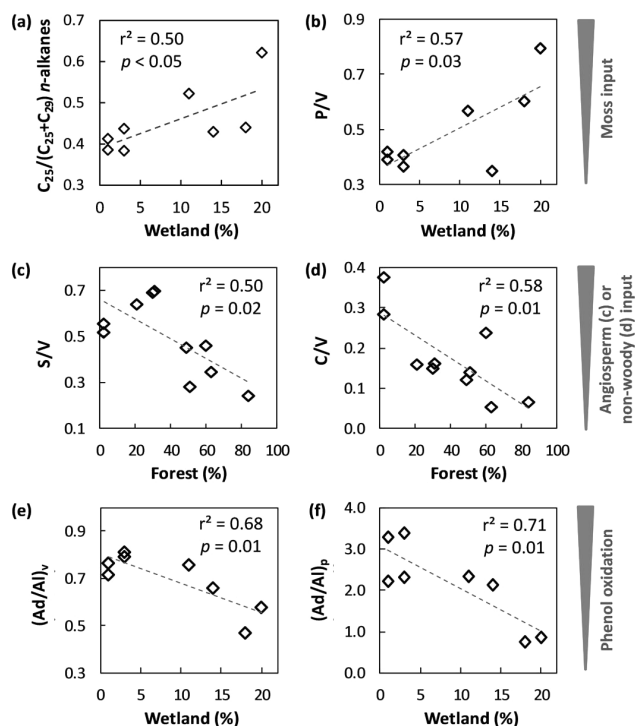 (a)
r² = 0.50
p < 0.05
C₂₅/(C₂₅+C₂₉) n-alkanes
0.7
0.6
0.5
0.4
0.3
0 5 10 15 20
Wetland (%)
(b)
r² = 0.57
p = 0.03
P/V
0.9
0.7
0.5
0.3
0 5 10 15 20
Wetland (%)
Moss input
(c)
r² = 0.50
p = 0.02
S/V
0.7
0.5
0.3
0.1
0 20 40 60 80 100
Forest (%)
(d)
r² = 0.58
p = 0.01
C/V
0.4
0.3
0.2
0.1
0.0
0 20 40 60 80 100
Forest (%)
Angiosperm (c) or
non-woody (d) input
(e)
r² = 0.68
p = 0.01
(Ad/Al)ᵥ
0.9
0.7
0.5
0.3
0 5 10 15 20
Wetland (%)
(f)
r² = 0.71
p = 0.01
(Ad/Al)ₚ
4.0
3.0
2.0
1.0
0.0
0 5 10 15 20
Wetland (%)
Phenol oxidation